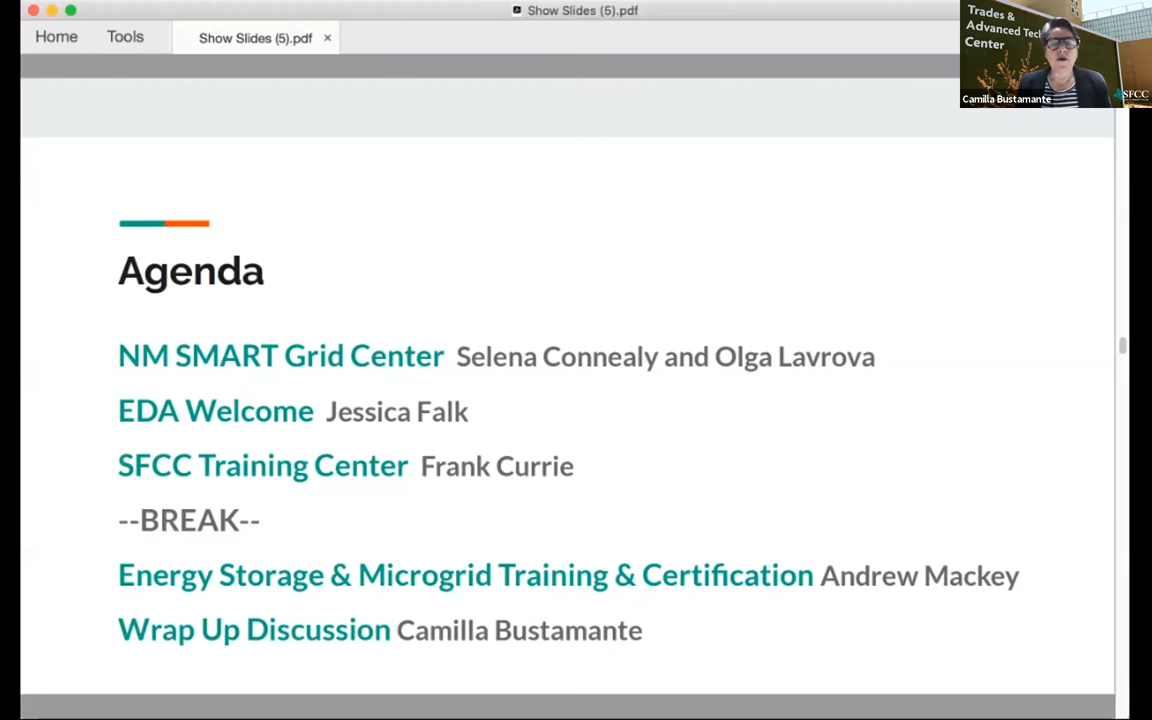 Show Slides (5).pdf
Home Tools Show Slides (5).pdf ×
Trades &
Advanced Tec
Center
SFCC
Camilla Bustamante
Agenda
NM SMART Grid Center Selena Connealy and Olga Lavrova
EDA Welcome Jessica Falk
SFCC Training Center Frank Currie
--BREAK--
Energy Storage & Microgrid Training & Certification Andrew Mackey
Wrap Up Discussion Camilla Bustamante